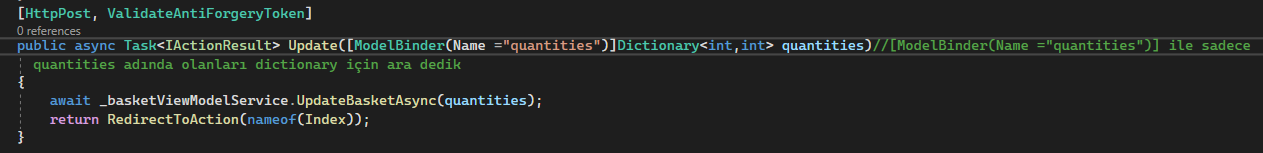 [HttpPost, ValidateAntiForgeryToken]
0 references
public async Task<IActionResult> Update([ModelBinder(Name ="quantities")]Dictionary<int,int> quantities)//[ModelBinder(Name ="quantities")] ile sadece
quantities adında olanları dictionary için ara dedik
{
await _basketViewModelService.UpdateBasketAsync(quantities);
return RedirectToAction(nameof(Index));
}